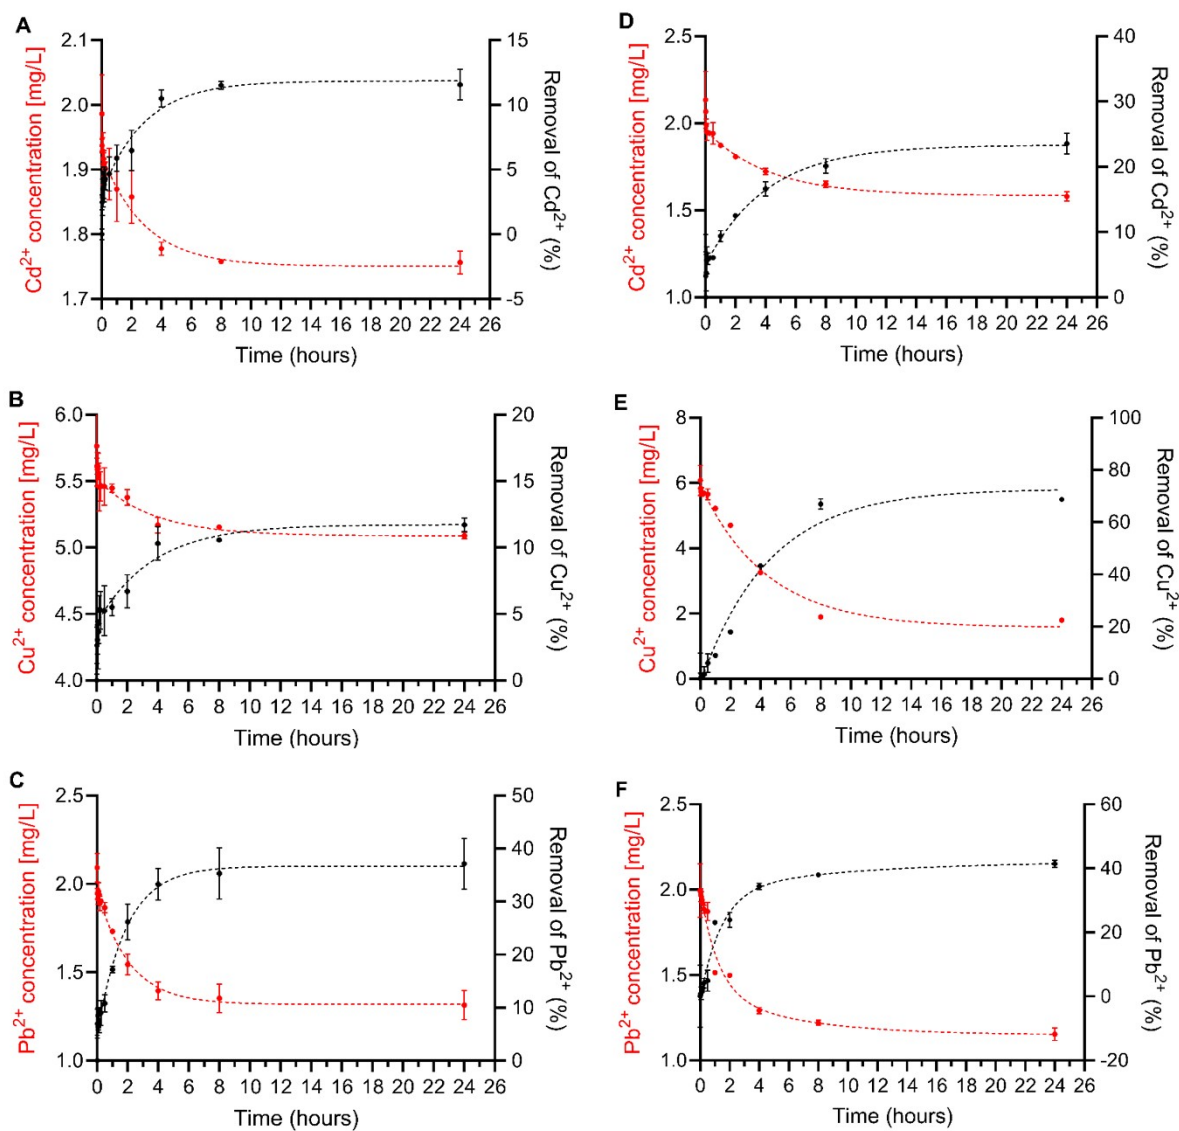 A
Cd2+ concentration [mg/L]
2.1
2.0
1.9
1.8
1.7
15
10
5
0
-5
Removal of Cd2+ (%)
0 2 4 6 8 10 12 14 16 18 20 22 24 26
Time (hours)
D
Cd2+ concentration [mg/L]
2.5
2.0
1.5
1.0
40
30
20
10
0
Removal of Cd2+ (%)
0 2 4 6 8 10 12 14 16 18 20 22 24 26
Time (hours)
B
Cu2+ concentration [mg/L]
6.0
5.5
5.0
4.5
4.0
20
15
10
5
0
Removal of Cu2+ (%)
0 2 4 6 8 10 12 14 16 18 20 22 24 26
Time (hours)
E
Cu2+ concentration [mg/L]
8
6
4
2
0
100
80
60
40
20
0
Removal of Cu2+ (%)
0 2 4 6 8 10 12 14 16 18 20 22 24 26
Time (hours)
C
Pb2+ concentration [mg/L]
2.5
2.0
1.5
1.0
50
40
30
20
10
0
Removal of Pb2+ (%)
0 2 4 6 8 10 12 14 16 18 20 22 24 26
Time (hours)
F
Pb2+ concentration [mg/L]
2.5
2.0
1.5
1.0
60
40
20
0
-20
Removal of Pb2+ (%)
0 2 4 6 8 10 12 14 16 18 20 22 24 26
Time (hours)